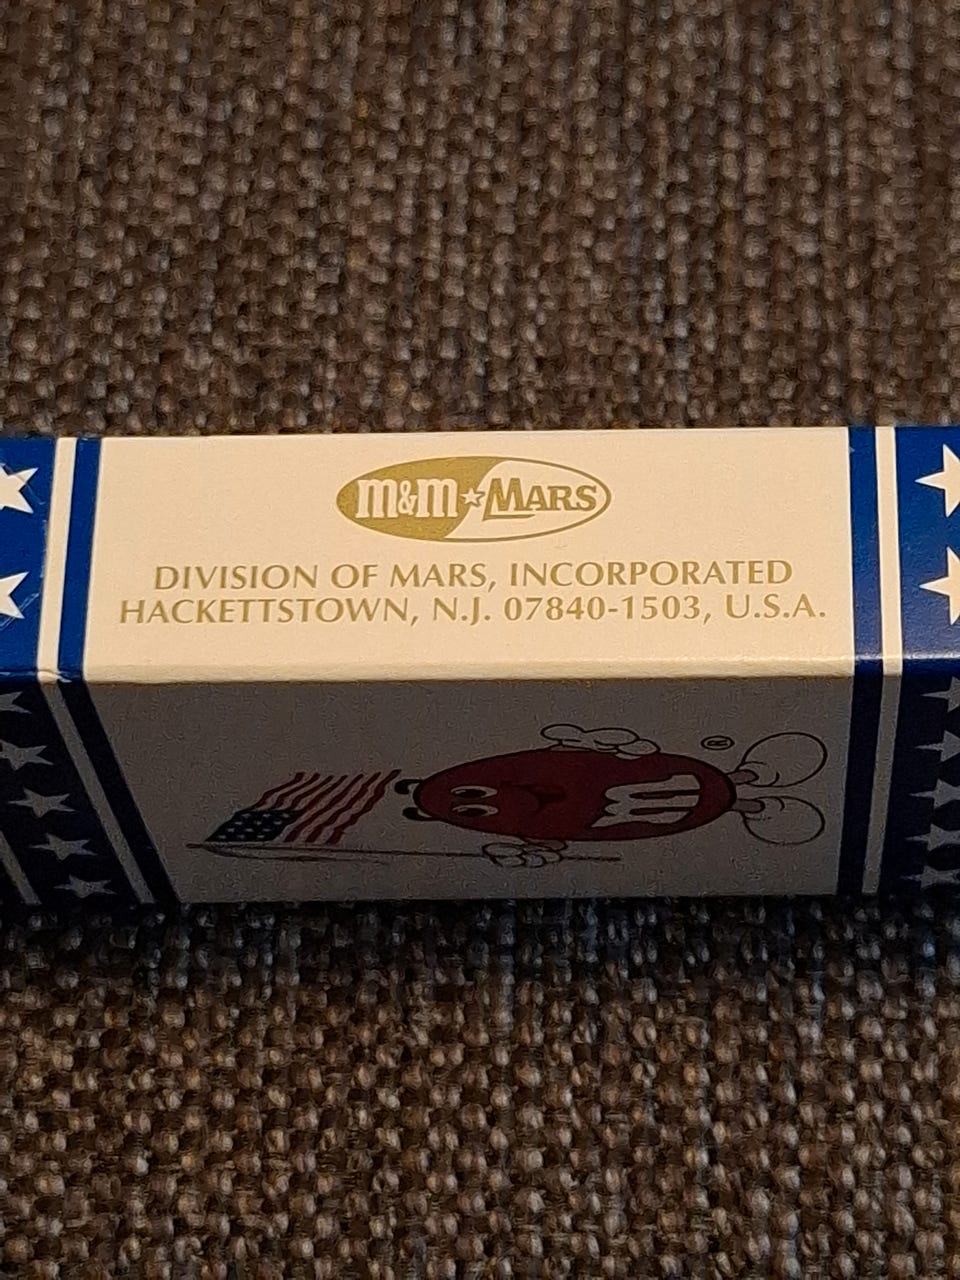 m&m★MARS
DIVISION OF MARS, INCORPORATED
HACKETTSTOWN, N.J. 07840-1503, U.S.A.
®
m